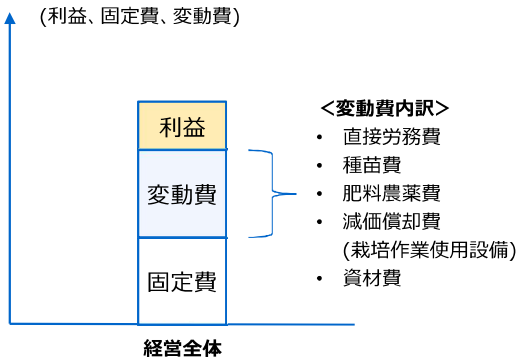 (利益、固定費、変動費)
利益
変動費
固定費
経営全体
＜変動費内訳＞
• 直接労務費
• 種苗費
• 肥料農薬費
• 減価償却費
(栽培作業使用設備)
• 資材費